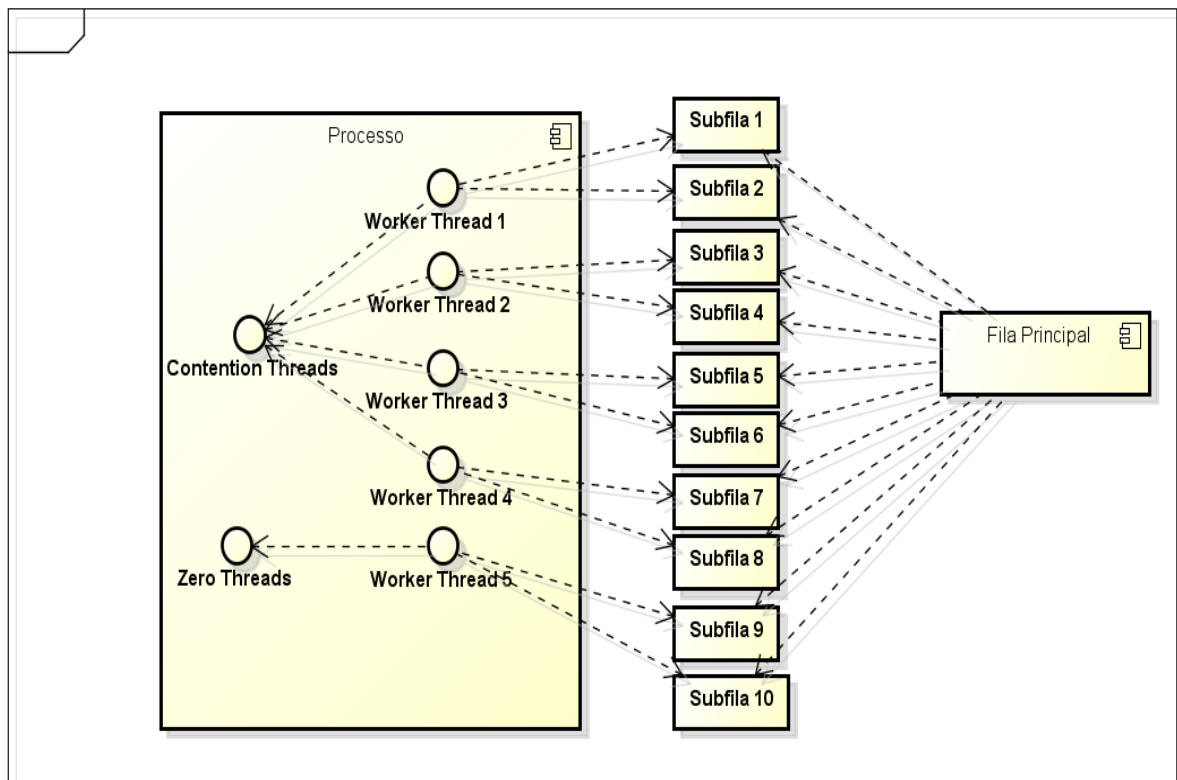 Processo
Worker Thread 1
Worker Thread 2
Contention Threads
Worker Thread 3
Worker Thread 4
Zero Threads
Worker Thread 5
Subfila 1
Subfila 2
Subfila 3
Subfila 4
Subfila 5
Subfila 6
Subfila 7
Subfila 8
Subfila 9
Subfila 10
Fila Principal